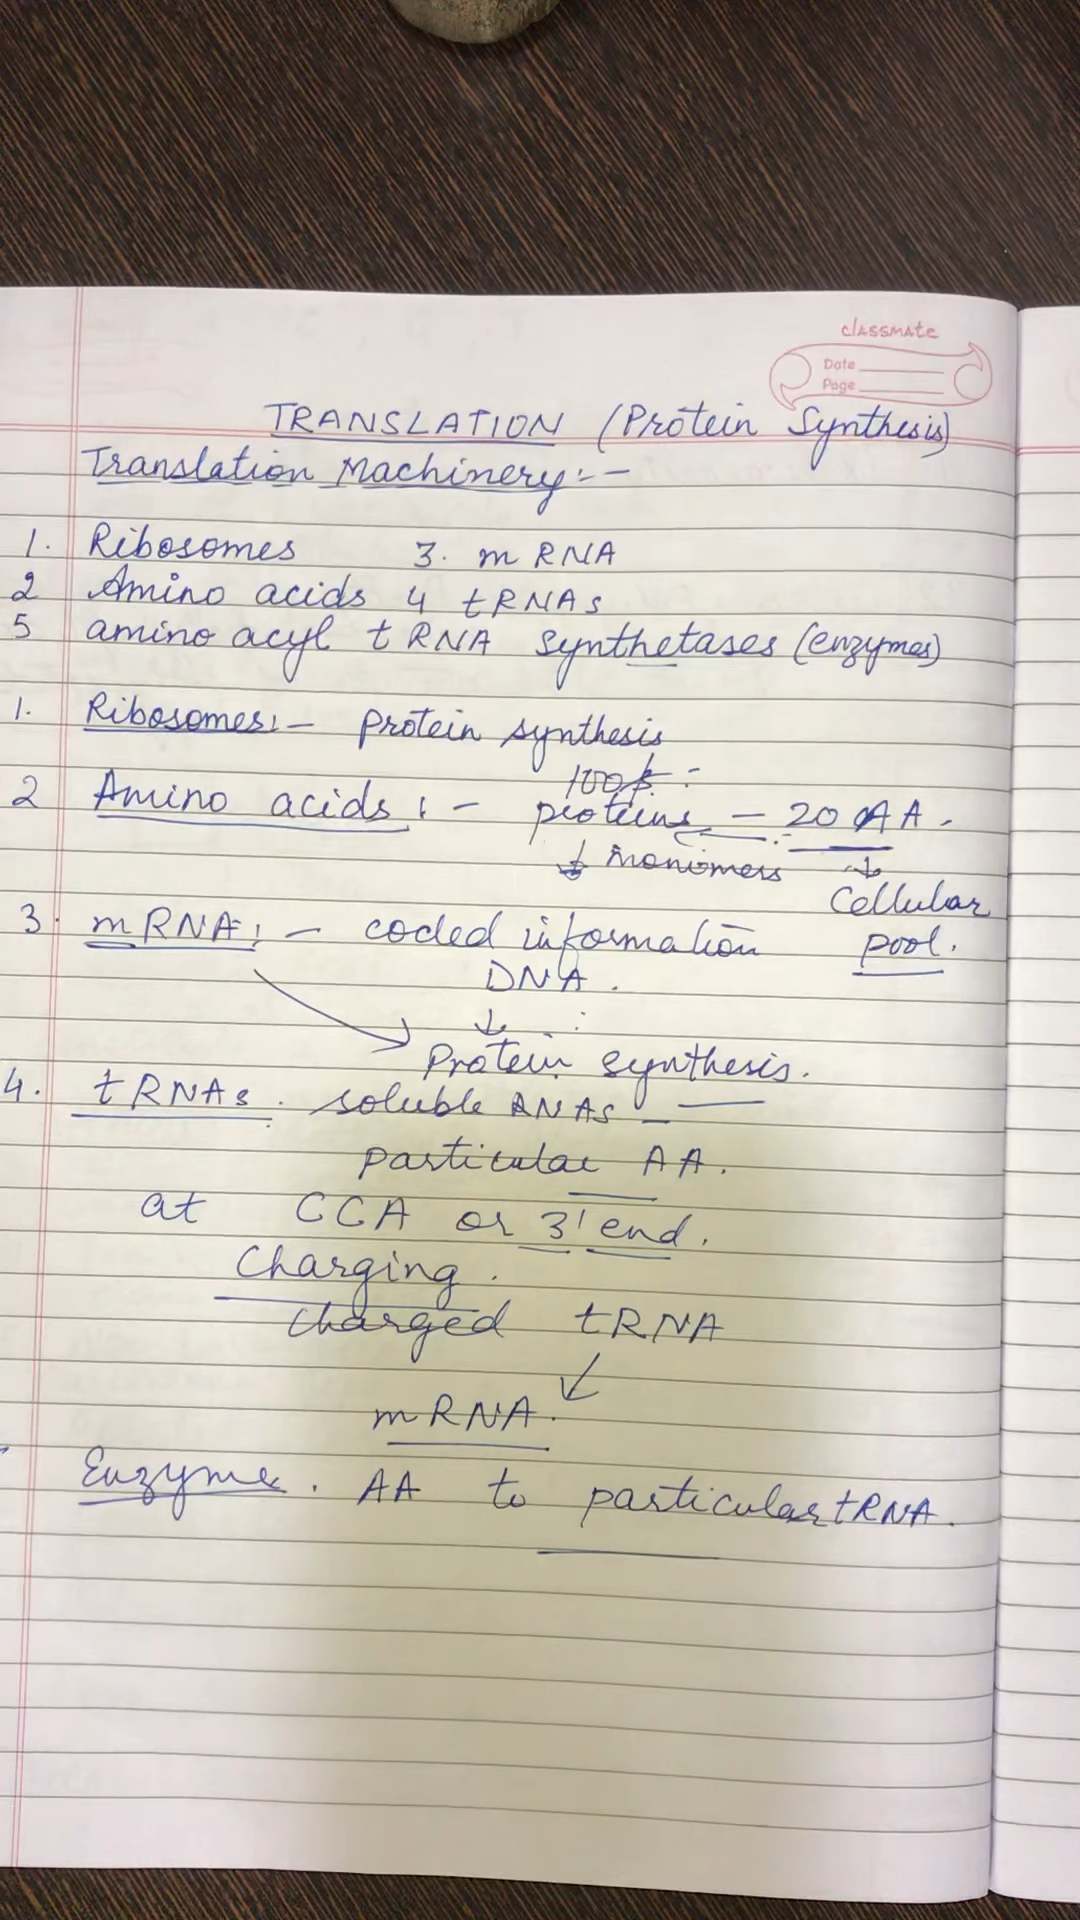 classmate
Date
Page
TRANSLATION (Protein Synthesis)
Translation Machinery:-
1. Ribosomes 3. mRNA
2 Amino acids 4 tRNAs
5 amino acyl tRNA synthetases (enzymes)
1. Ribosomes:- Protein synthesis
100s
2 Amino acids:- proteins - 20 AA.
↓ monomers ↓
Cellular
3. mRNA:- coded information pool.
DNA.
↓
Protein synthesis.
4. tRNAs. soluble RNAs -
particular AA.
at CCA or 3' end.
Charging.
charged tRNA
mRNA.
Enzyme. AA to particular tRNA.